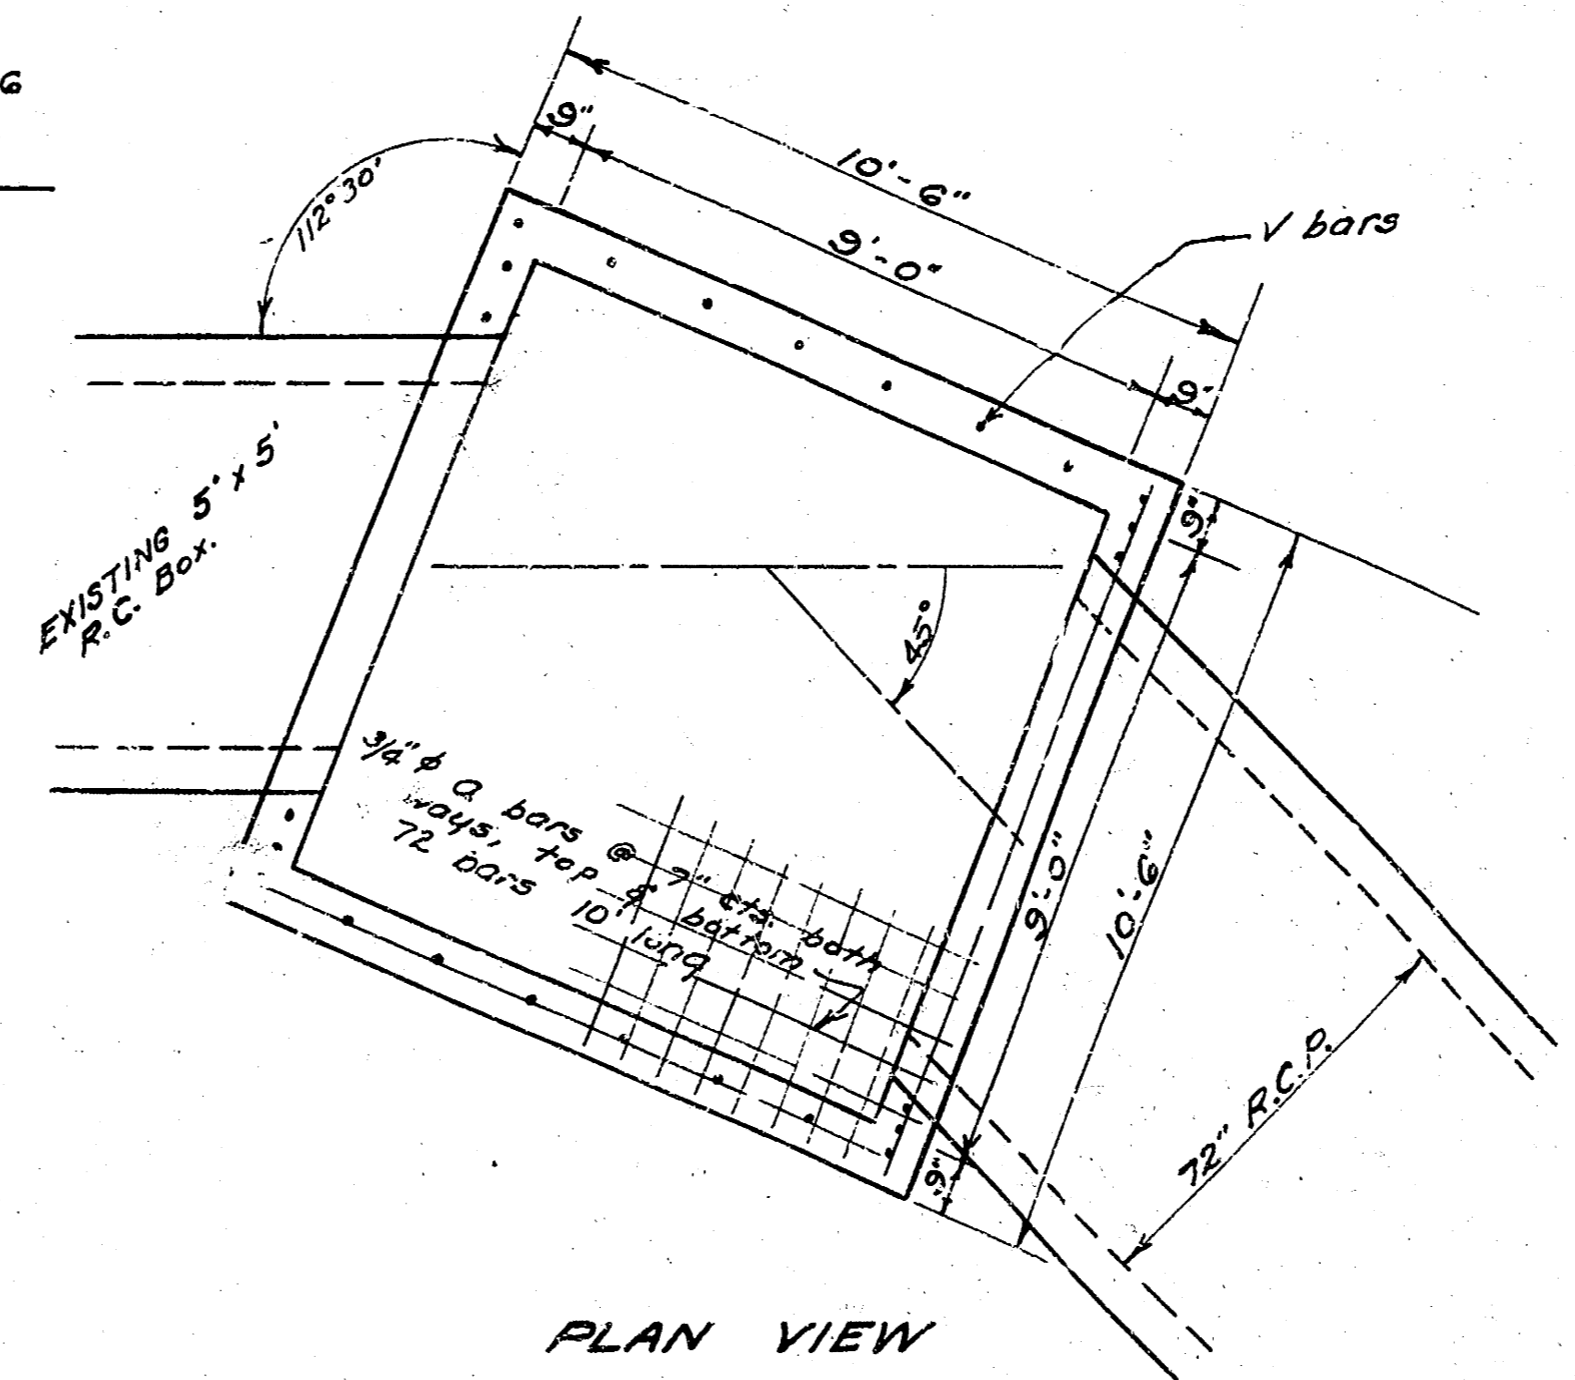 G
10'-6"
9"
9'-0"
9"
112°30'
V bars
EXISTING 5' x 5'
R.C. BOX.
45°
9"
9'-0"
10'-6"
9"
3/4" φ a bars @ 7" cts. both
ways, top & bottom
72 bars 10' long
72" R.C.P.
PLAN VIEW